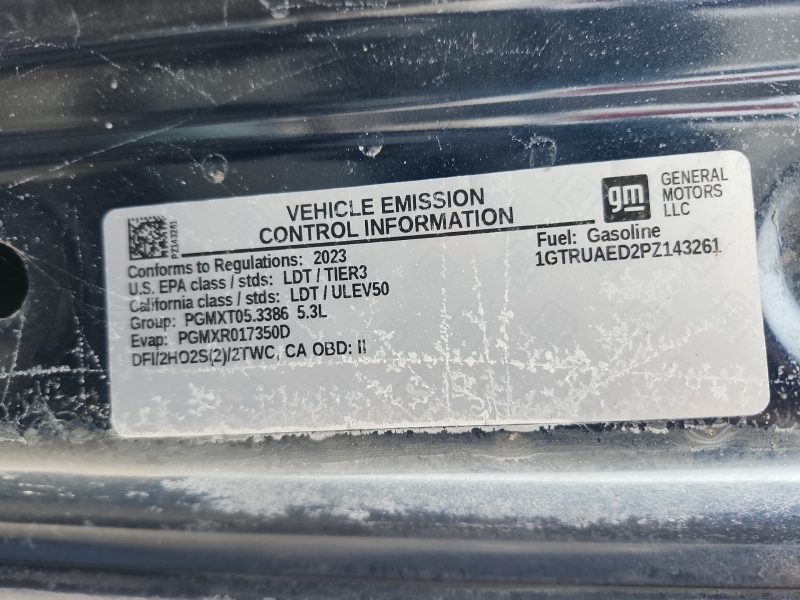 VEHICLE EMISSION
CONTROL INFORMATION
gm
GENERAL
MOTORS
LLC
PZ143261
Fuel: Gasoline
1GTRUAED2PZ143261
Conforms to Regulations: 2023
U.S. EPA class / stds: LDT / TIER3
California class / stds: LDT / ULEV50
Group: PGMXT05.3386 5.3L
Evap: PGMXR017350D
DFI/2HO2S(2)/2TWC, CA OBD: II